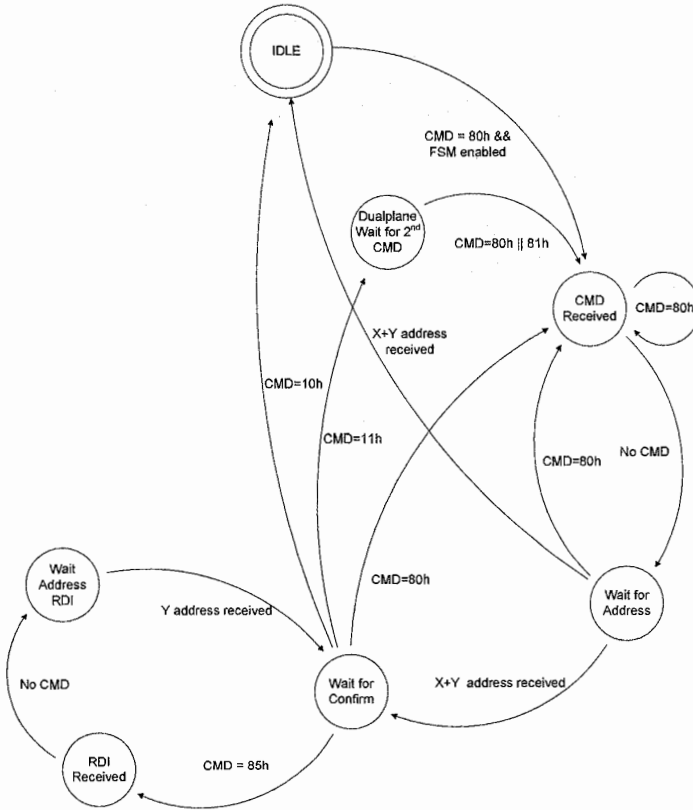 IDLE
CMD = 80h &&
FSM enabled
Dualplane
Wait for 2nd
CMD
CMD=80h || 81h
CMD
Received
CMD=80h
X+Y address
received
CMD=10h
CMD=11h
CMD=80h
No CMD
Wait
Address
RDI
Y address received
CMD=80h
Wait for
Address
No CMD
Wait for
Confirm
X+Y address received
RDI
Received
CMD = 85h